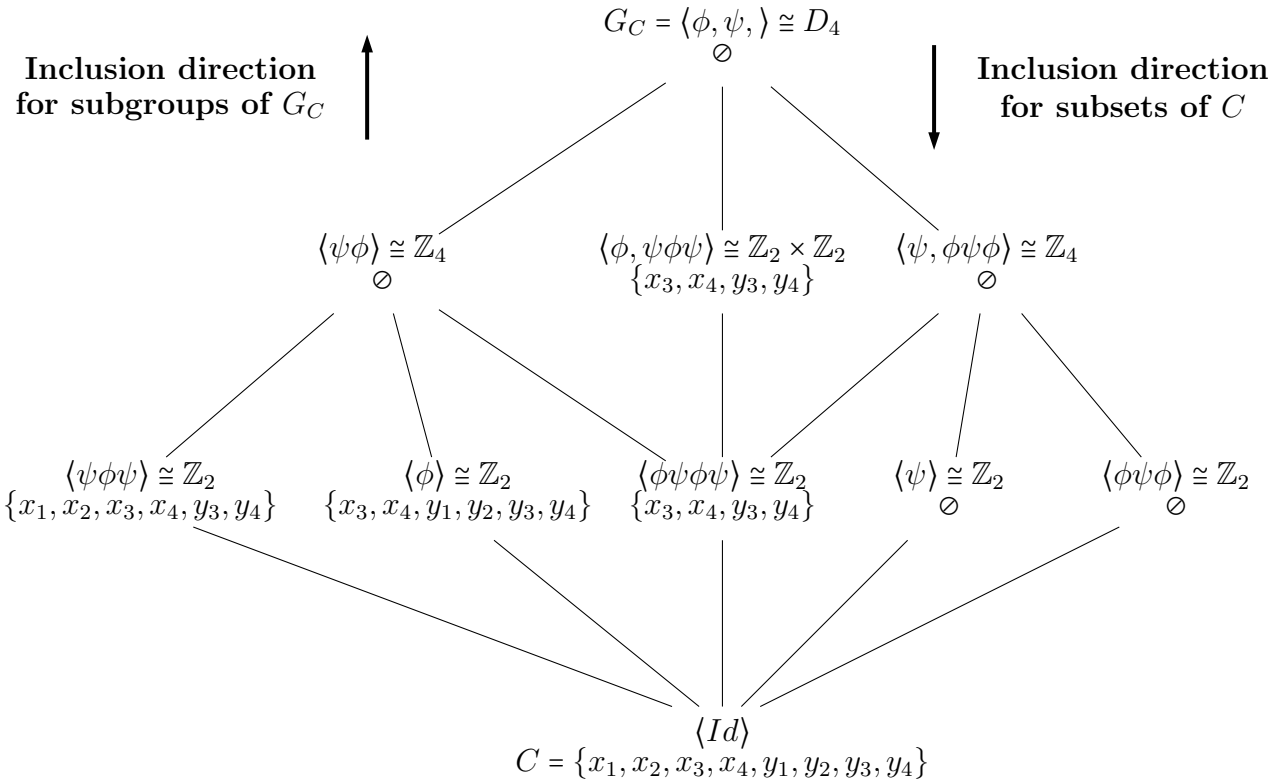 G_C = ⟨ϕ, ψ, ⟩ ≅ D_4
⊘
Inclusion direction
for subgroups of G_C
Inclusion direction
for subsets of C
⟨ψϕ⟩ ≅ ℤ_4
⊘
⟨ϕ, ψϕψ⟩ ≅ ℤ_2 × ℤ_2
{x_3, x_4, y_3, y_4}
⟨ψ, ϕψϕ⟩ ≅ ℤ_4
⊘
⟨ψϕψ⟩ ≅ ℤ_2
{x_1, x_2, x_3, x_4, y_3, y_4}
⟨ϕ⟩ ≅ ℤ_2
{x_3, x_4, y_1, y_2, y_3, y_4}
⟨ϕψϕψ⟩ ≅ ℤ_2
{x_3, x_4, y_3, y_4}
⟨ψ⟩ ≅ ℤ_2
⊘
⟨ϕψϕ⟩ ≅ ℤ_2
⊘
⟨Id⟩
C = {x_1, x_2, x_3, x_4, y_1, y_2, y_3, y_4}